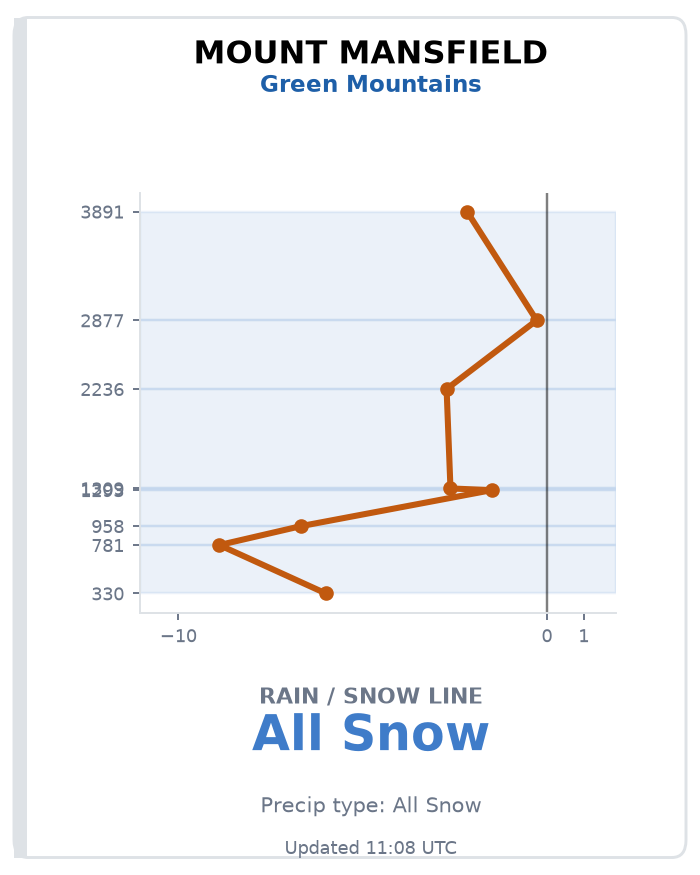 MOUNT MANSFIELD
Green Mountains
3891
2877
2236
958
781
330
−10 0 1
RAIN / SNOW LINE
All Snow
Precip type: All Snow
Updated 11:08 UTC